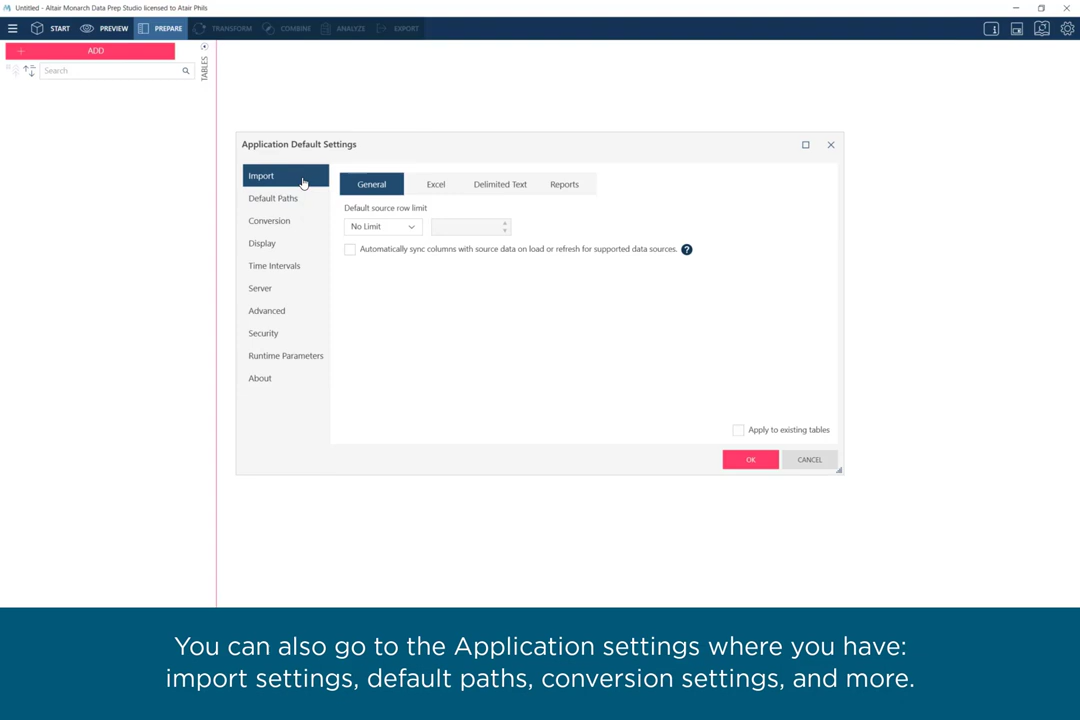 Untitled - Altair Monarch Data Prep Studio licensed to Atair Phils
START PREVIEW PREPARE TRANSFORM COMBINE ANALYZE EXPORT
ADD
Search
TABLES
Application Default Settings
Import
Default Paths
Conversion
Display
Time Intervals
Server
Advanced
Security
Runtime Parameters
About
General Excel Delimited Text Reports
Default source row limit
No Limit
Automatically sync columns with source data on load or refresh for supported data sources. ?
Apply to existing tables
OK CANCEL
You can also go to the Application settings where you have:
import settings, default paths, conversion settings, and more.